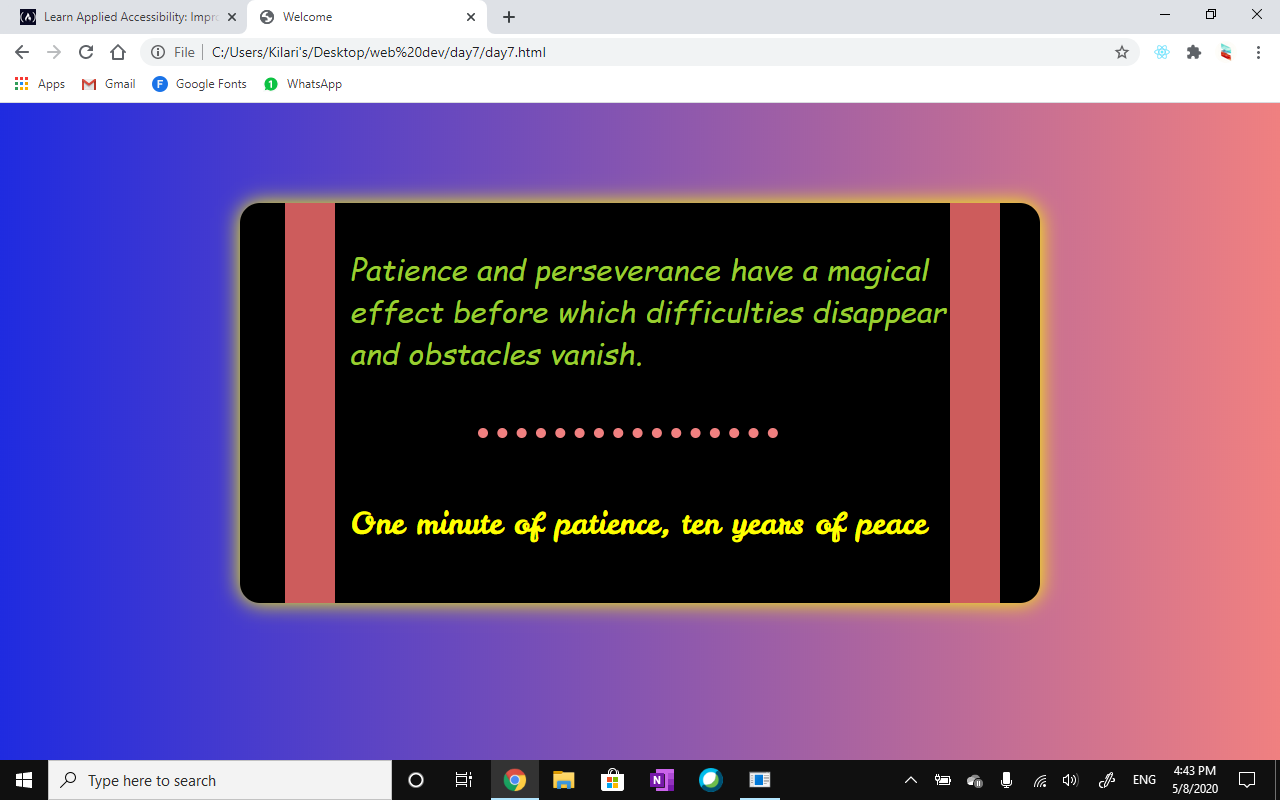 Learn Applied Accessibility: Impro
Welcome
File
C:/Users/Kilari's/Desktop/web%20dev/day7/day7.html
Apps
Gmail
Google Fonts
WhatsApp
Patience and perseverance have a magical
effect before which difficulties disappear
and obstacles vanish.
One minute of patience, ten years of peace
Type here to search
ENG
4:43 PM
5/8/2020